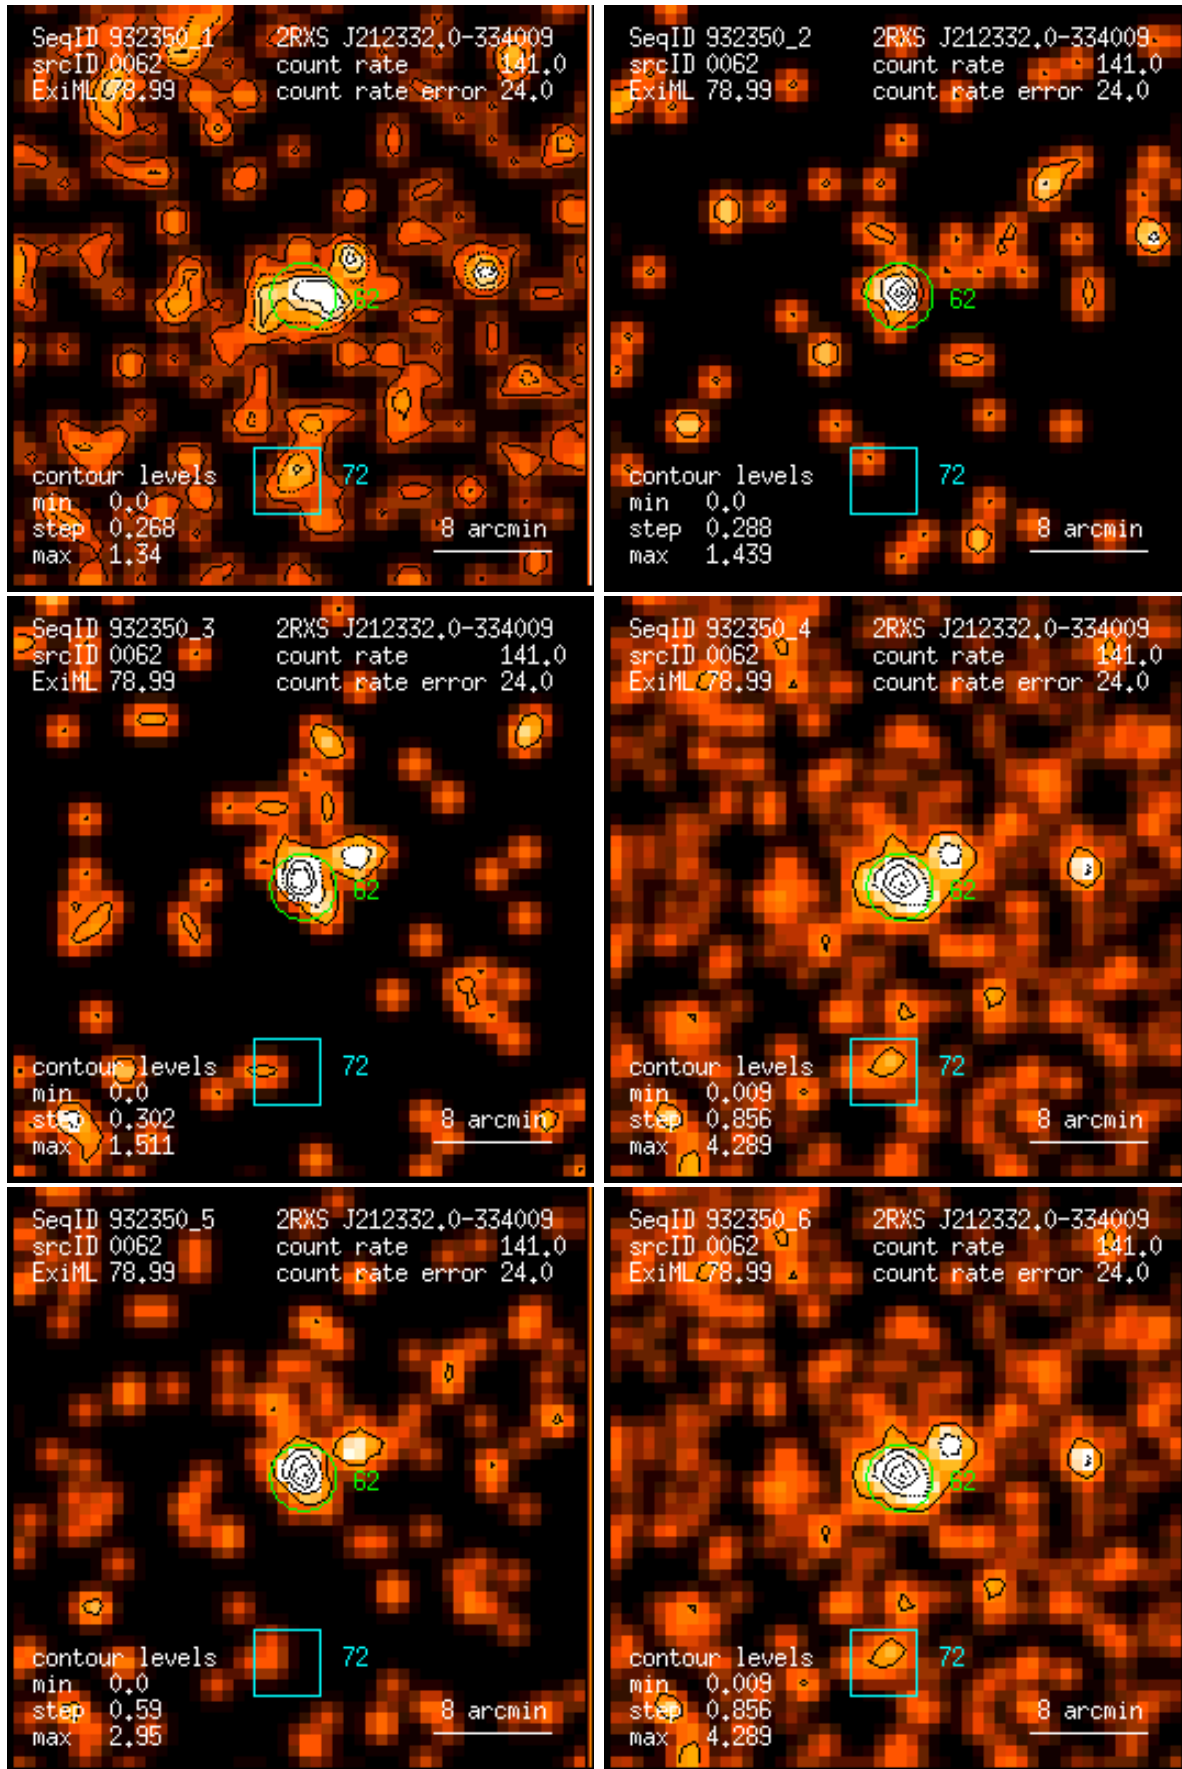 SeqID 932350_1 2RXS J212332.0-334009
srcID 0062 count rate 141.0
ExiML 78.99 count rate error 24.0
62
72
contour levels
min 0.0
step 0.268 8 arcmin
max 1.34
SeqID 932350_2 2RXS J212332.0-334009
srcID 0062 count rate 141.0
ExiML 78.99 count rate error 24.0
62
72
contour levels
min 0.0
step 0.288 8 arcmin
max 1.439
SeqID 932350_3 2RXS J212332.0-334009
srcID 0062 count rate 141.0
ExiML 78.99 count rate error 24.0
62
72
contour levels
min 0.0
step 0.302 8 arcmin
max 1.511
SeqID 932350_4 2RXS J212332.0-334009
srcID 0062 count rate 141.0
ExiML 78.99 count rate error 24.0
62
72
contour levels
min 0.009
step 0.856 8 arcmin
max 4.289
SeqID 932350_5 2RXS J212332.0-334009
srcID 0062 count rate 141.0
ExiML 78.99 count rate error 24.0
62
72
contour levels
min 0.0
step 0.59 8 arcmin
max 2.95
SeqID 932350_6 2RXS J212332.0-334009
srcID 0062 count rate 141.0
ExiML 78.99 count rate error 24.0
62
72
contour levels
min 0.009
step 0.856 8 arcmin
max 4.289